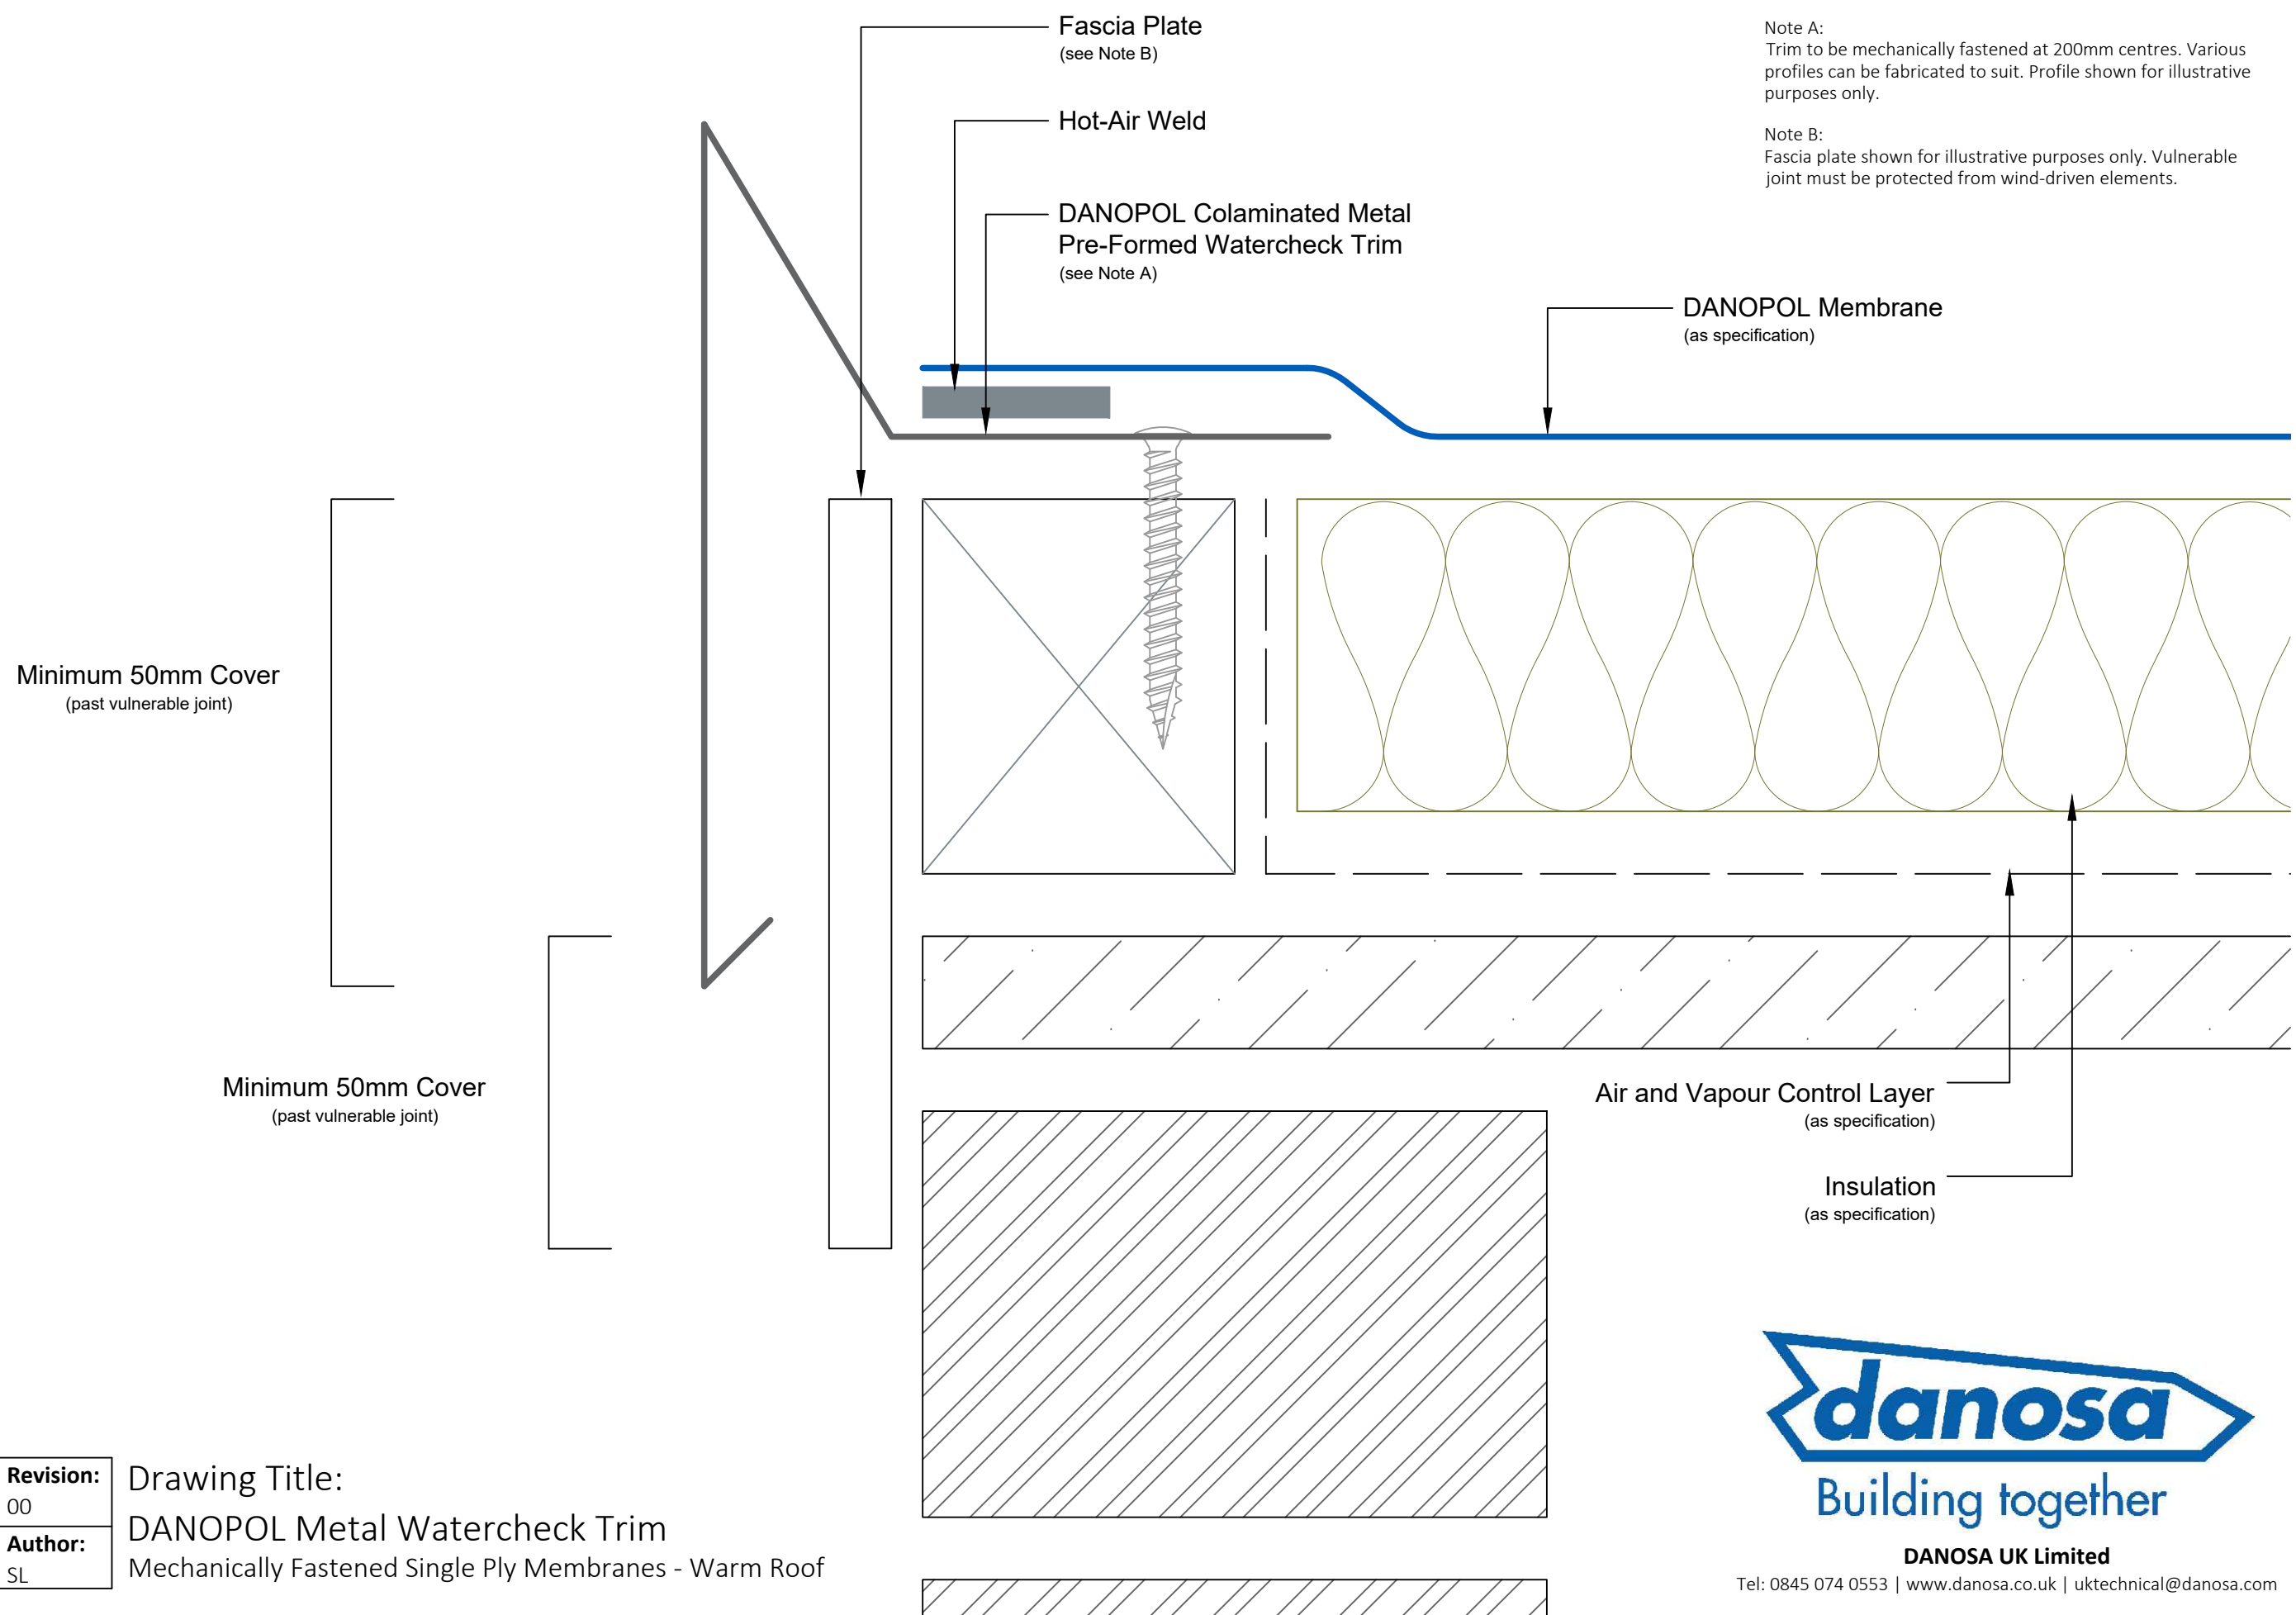 Fascia Plate
(see Note B)
Hot-Air Weld
DANOPOL Colaminated Metal
Pre-Formed Watercheck Trim
(see Note A)
DANOPOL Membrane
(as specification)
Note A:
Trim to be mechanically fastened at 200mm centres. Various
profiles can be fabricated to suit. Profile shown for illustrative
purposes only.
Note B:
Fascia plate shown for illustrative purposes only. Vulnerable
joint must be protected from wind-driven elements.
Minimum 50mm Cover
(past vulnerable joint)
Minimum 50mm Cover
(past vulnerable joint)
Air and Vapour Control Layer
(as specification)
Insulation
(as specification)
Revision:
00
Author:
SL
Drawing Title:
DANOPOL Metal Watercheck Trim
Mechanically Fastened Single Ply Membranes - Warm Roof
danosa
Building together
DANOSA UK Limited
Tel: 0845 074 0553 | www.danosa.co.uk | uktechnical@danosa.com